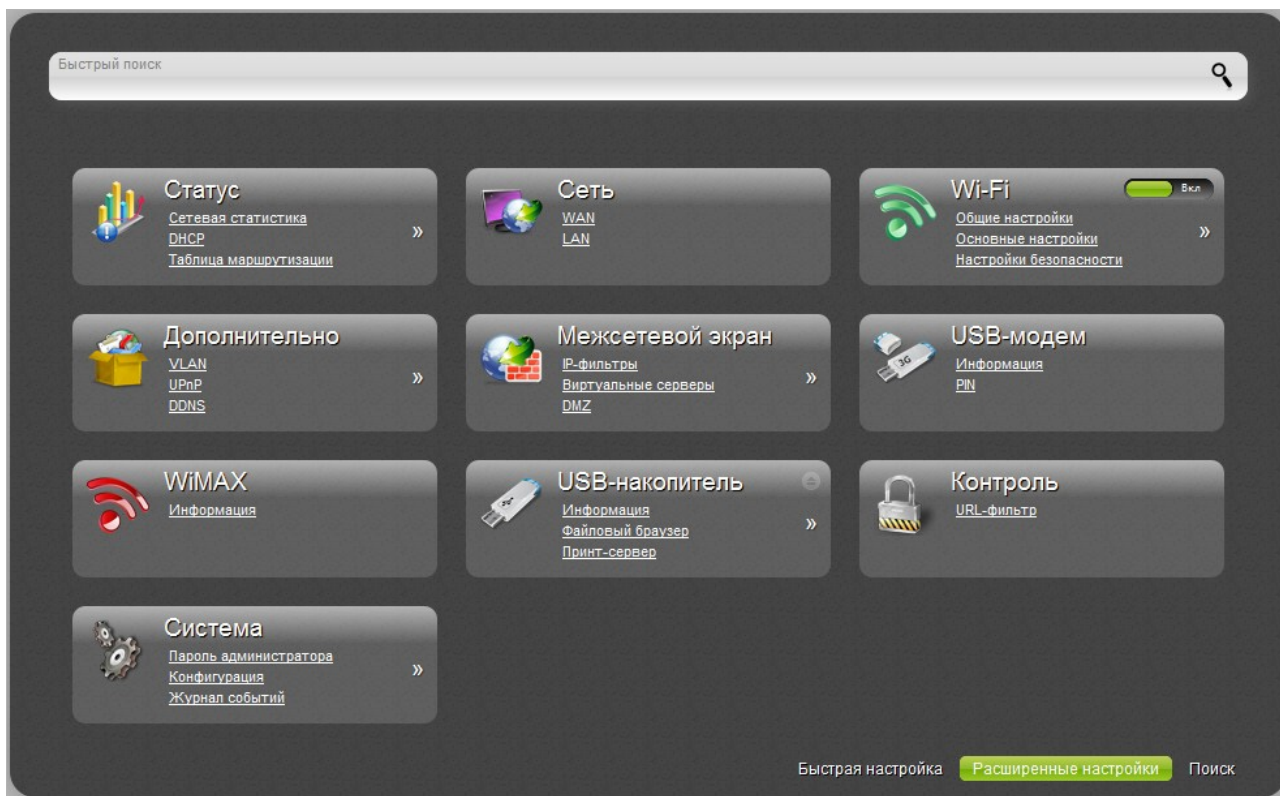 Быстрый поиск
Статус
Сетевая статистика
DHCP
Таблица маршрутизации
»
Сеть
WAN
LAN
Wi-Fi
Вкл
Общие настройки
Основные настройки
Настройки безопасности
»
Дополнительно
VLAN
UPnP
DDNS
»
Межсетевой экран
IP-фильтры
Виртуальные серверы
DMZ
»
USB-модем
3G
Информация
PIN
WiMAX
Информация
USB-накопитель
Информация
Файловый браузер
Принт-сервер
»
Контроль
URL-фильтр
Система
Пароль администратора
Конфигурация
Журнал событий
»
Быстрая настройка Расширенные настройки Поиск